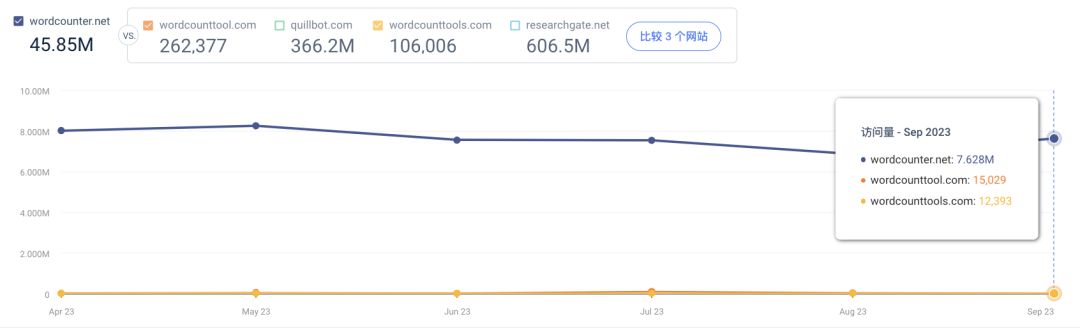 wordcounter.net
45.85M
VS.
wordcounttool.com
262,377
quillbot.com
366.2M
wordcounttools.com
106,006
researchgate.net
606.5M
比较 3 个网站
10.00M
8.000M
6.000M
4.000M
2.000M
0
访问量 - Sep 2023
wordcounter.net: 7.628M
wordcounttool.com: 15,029
wordcounttools.com: 12,393
Apr 23
May 23
Jun 23
Jul 23
Aug 23
Sep 23